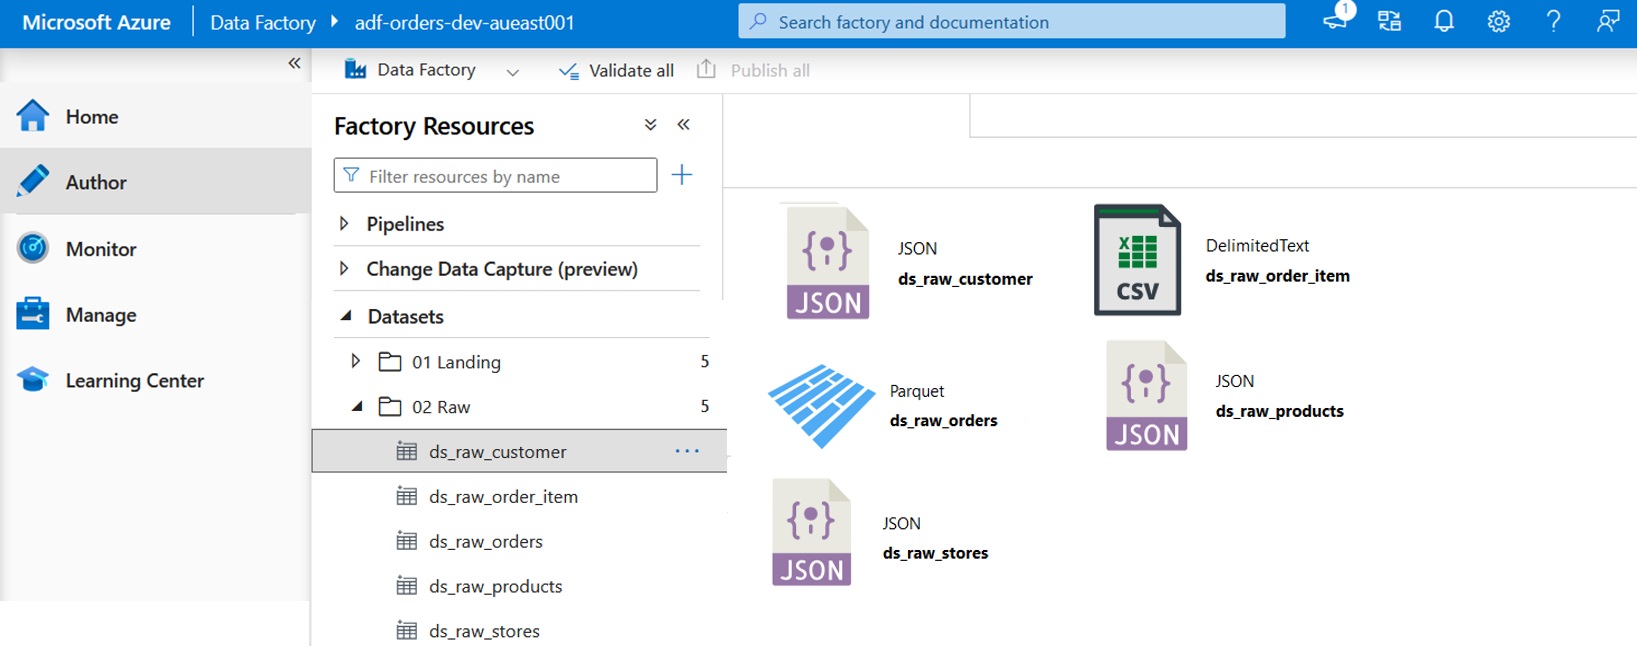 Microsoft Azure
Data Factory
adf-orders-dev-aueast001
Search factory and documentation
1
Home
Author
Monitor
Manage
Learning Center
Data Factory
Validate all
Publish all
Factory Resources
Filter resources by name
Pipelines
Change Data Capture (preview)
Datasets
01 Landing 5
02 Raw 5
ds_raw_customer
ds_raw_order_item
ds_raw_orders
ds_raw_products
ds_raw_stores
JSON
JSON
ds_raw_customer
X
CSV
DelimitedText
ds_raw_order_item
Parquet
ds_raw_orders
JSON
JSON
ds_raw_products
JSON
JSON
ds_raw_stores